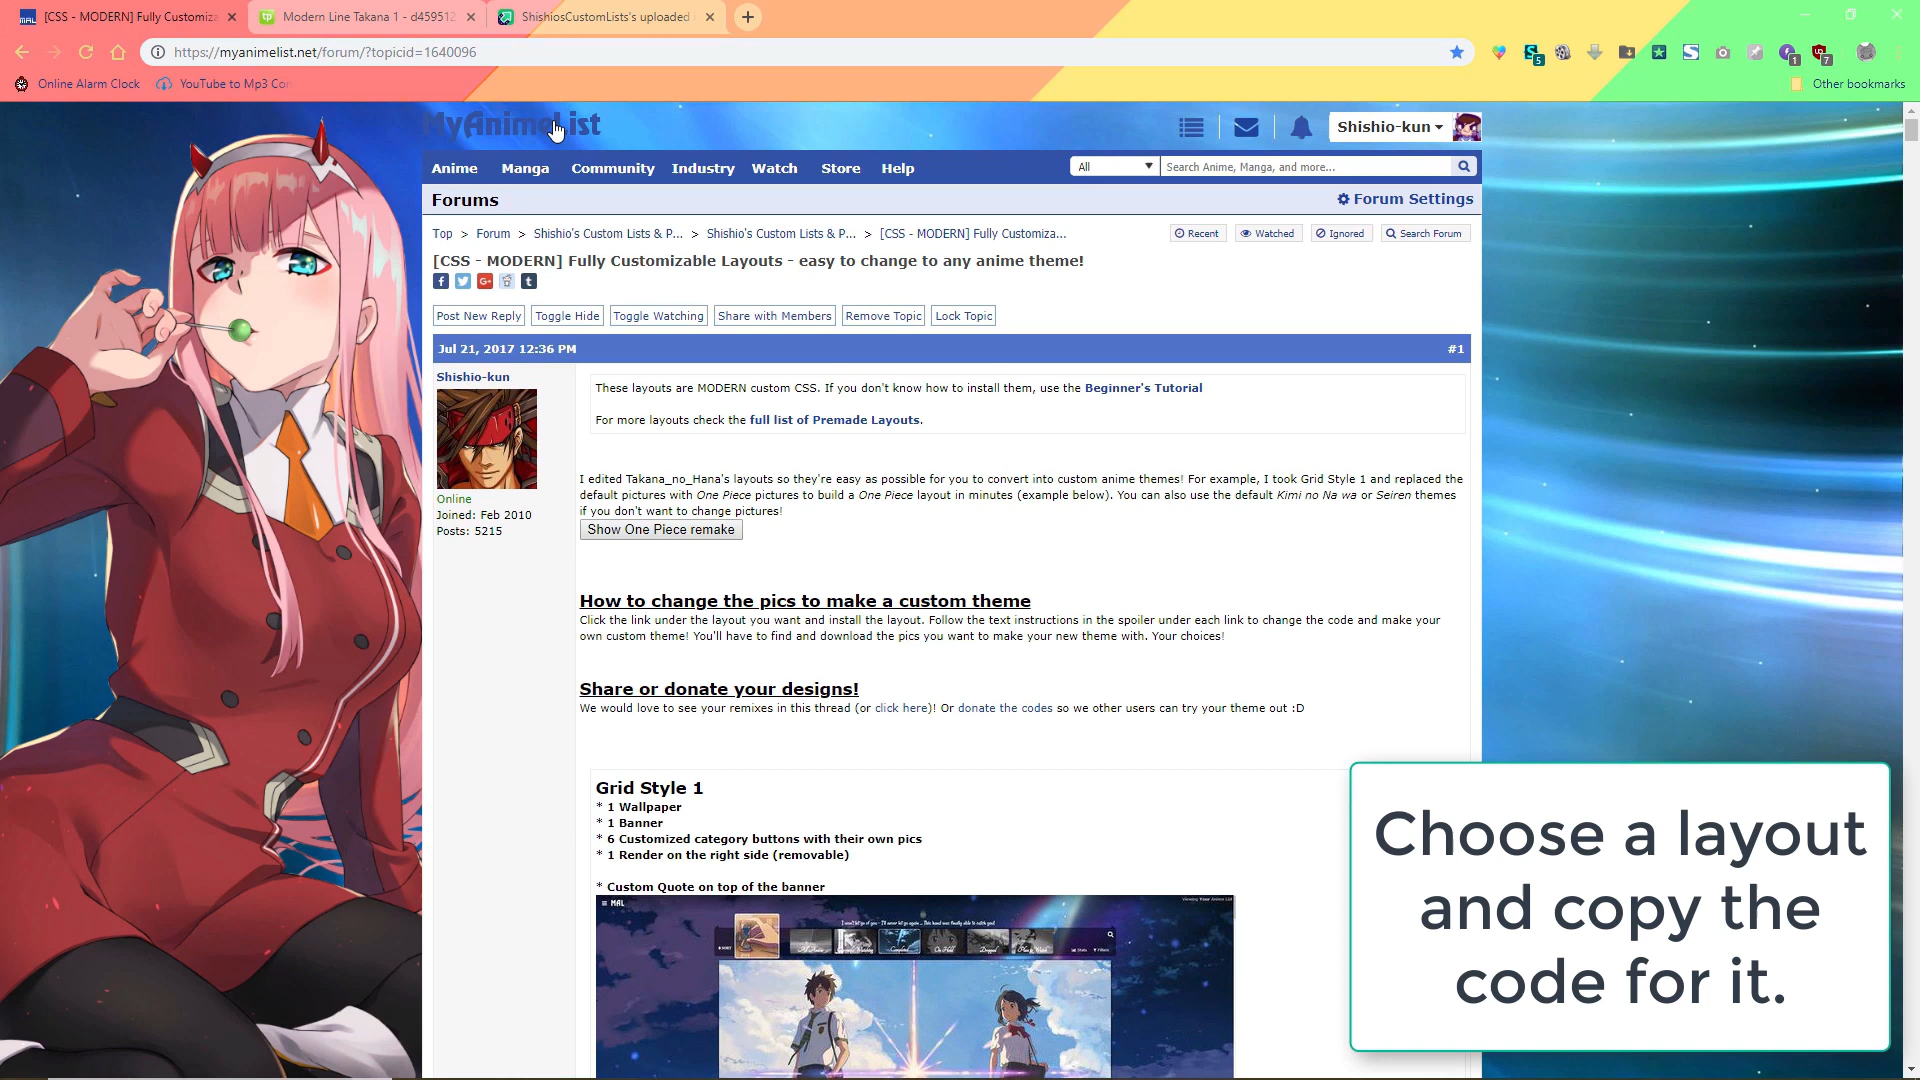 [CSS - MODERN] Fully Customiza
Modern Line Takana 1 - d459512
ShishiosCustomLists's uploaded
https://myanimelist.net/forum/?topicid=1640096
5
1
7
Online Alarm Clock
YouTube to Mp3 Con
Other bookmarks
MyAnimeList
Shishio-kun
Anime Manga Community Industry Watch Store Help
All
Search Anime, Manga, and more...
Forums
Forum Settings
Top > Forum > Shishio's Custom Lists & P... > Shishio's Custom Lists & P... > [CSS - MODERN] Fully Customiza...
Recent Watched Ignored Search Forum
[CSS - MODERN] Fully Customizable Layouts - easy to change to any anime theme!
Post New Reply Toggle Hide Toggle Watching Share with Members Remove Topic Lock Topic
Jul 21, 2017 12:36 PM
#1
Shishio-kun
Online
Joined: Feb 2010
Posts: 5215
These layouts are MODERN custom CSS. If you don't know how to install them, use the Beginner's Tutorial
For more layouts check the full list of Premade Layouts.
I edited Takana_no_Hana's layouts so they're easy as possible for you to convert into custom anime themes! For example, I took Grid Style 1 and replaced the
default pictures with One Piece pictures to build a One Piece layout in minutes (example below). You can also use the default Kimi no Na wa or Seiren themes
if you don't want to change pictures!
Show One Piece remake
How to change the pics to make a custom theme
Click the link under the layout you want and install the layout. Follow the text instructions in the spoiler under each link to change the code and make your
own custom theme! You'll have to find and download the pics you want to make your new theme with. Your choices!
Share or donate your designs!
We would love to see your remixes in this thread (or click here)! Or donate the codes so we other users can try your theme out :D
Grid Style 1
* 1 Wallpaper
* 1 Banner
* 6 Customized category buttons with their own pics
* 1 Render on the right side (removable)
* Custom Quote on top of the banner
MAL
Viewing Your Anime List
Choose a layout
and copy the
code for it.